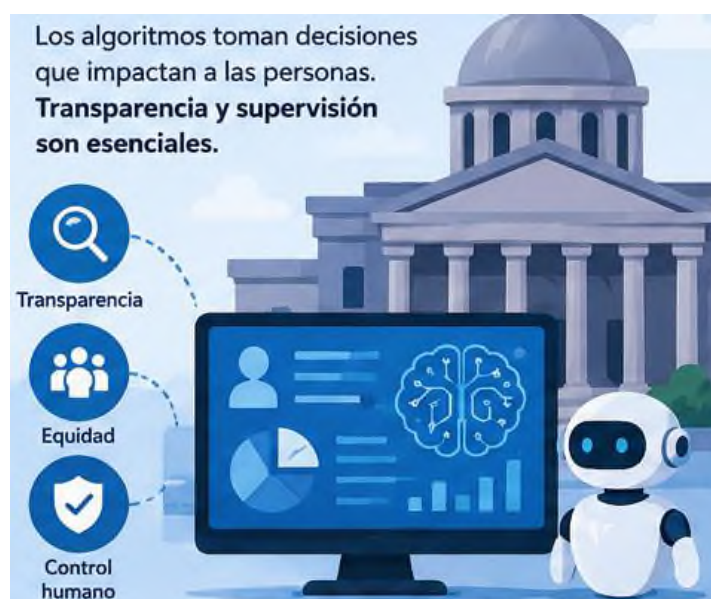 Los algoritmos toman decisiones
que impactan a las personas.
Transparencia y supervisión
son esenciales.
Transparencia
Equidad
Control
humano